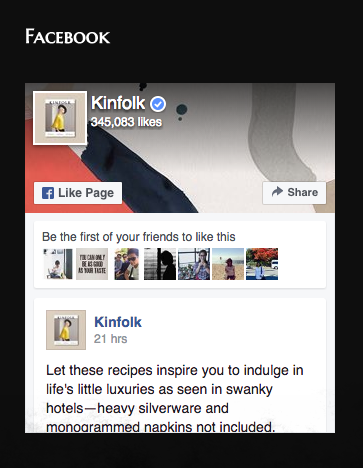 Facebook
KINFOLK
Kinfolk
345,083 likes
Like Page
Share
Be the first of your friends to like this
YOU CAN ONLY
BE AS GOOD
AS YOUR TASTE
KINFOLK
Kinfolk
21 hrs
Let these recipes inspire you to indulge in
life's little luxuries as seen in swanky
hotels—heavy silverware and
monogrammed napkins not included.